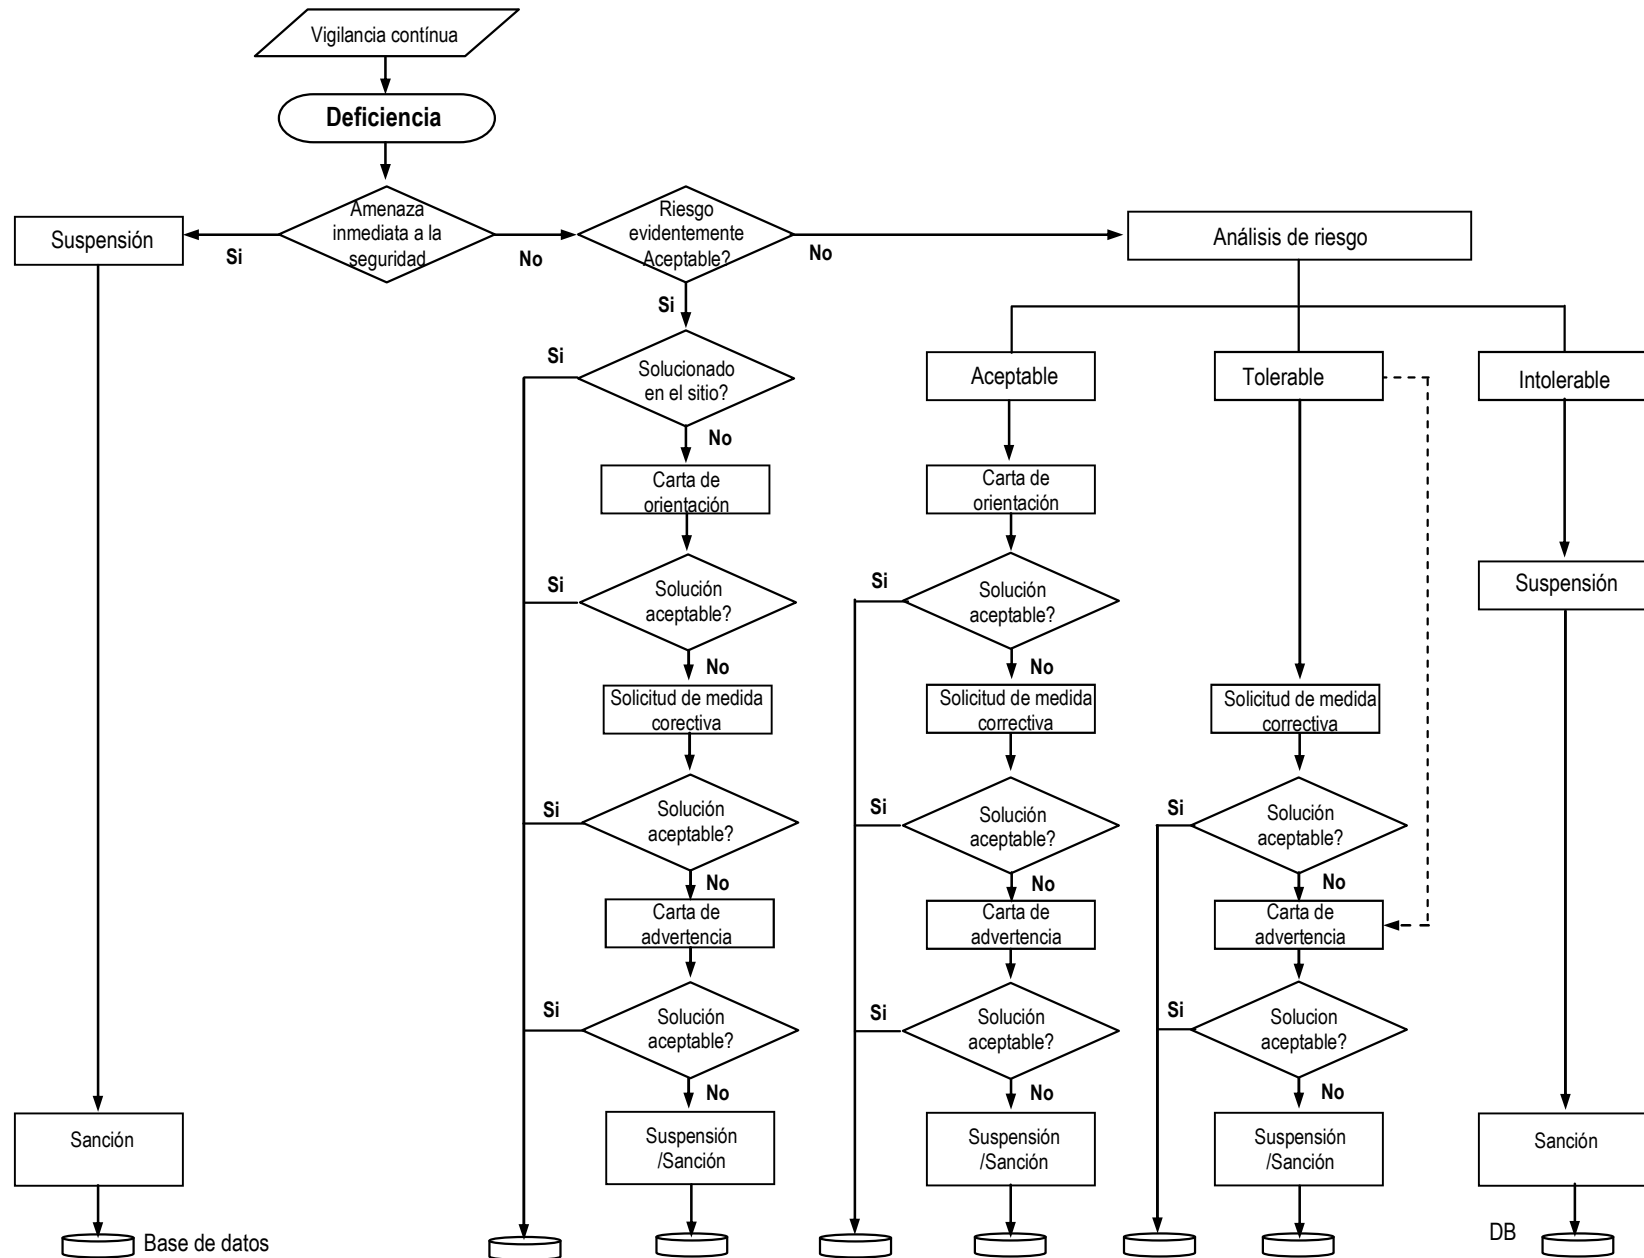 Vigilancia contínua
Deficiencia
Amenaza
inmediata a la
seguridad
Riesgo
evidentemente
Aceptable?
Suspensión
Análisis de riesgo
Si
No
No
Si
Si
Solucionado
en el sitio?
Aceptable
Tolerable
Intolerable
No
Carta de
orientación
Carta de
orientación
Si
Solución
aceptable?
Si
Solución
aceptable?
Suspensión
No
No
Solicitud de medida
corectiva
Solicitud de medida
correctiva
Solicitud de medida
correctiva
Si
Solución
aceptable?
Si
Solución
aceptable?
Si
Solución
aceptable?
No
No
No
Carta de
advertencia
Carta de
advertencia
Carta de
advertencia
Si
Solución
aceptable?
Si
Solución
aceptable?
Si
Solucion
aceptable?
No
No
No
Sanción
Suspensión
/Sanción
Suspensión
/Sanción
Suspensión
/Sanción
Sanción
Base de datos
DB